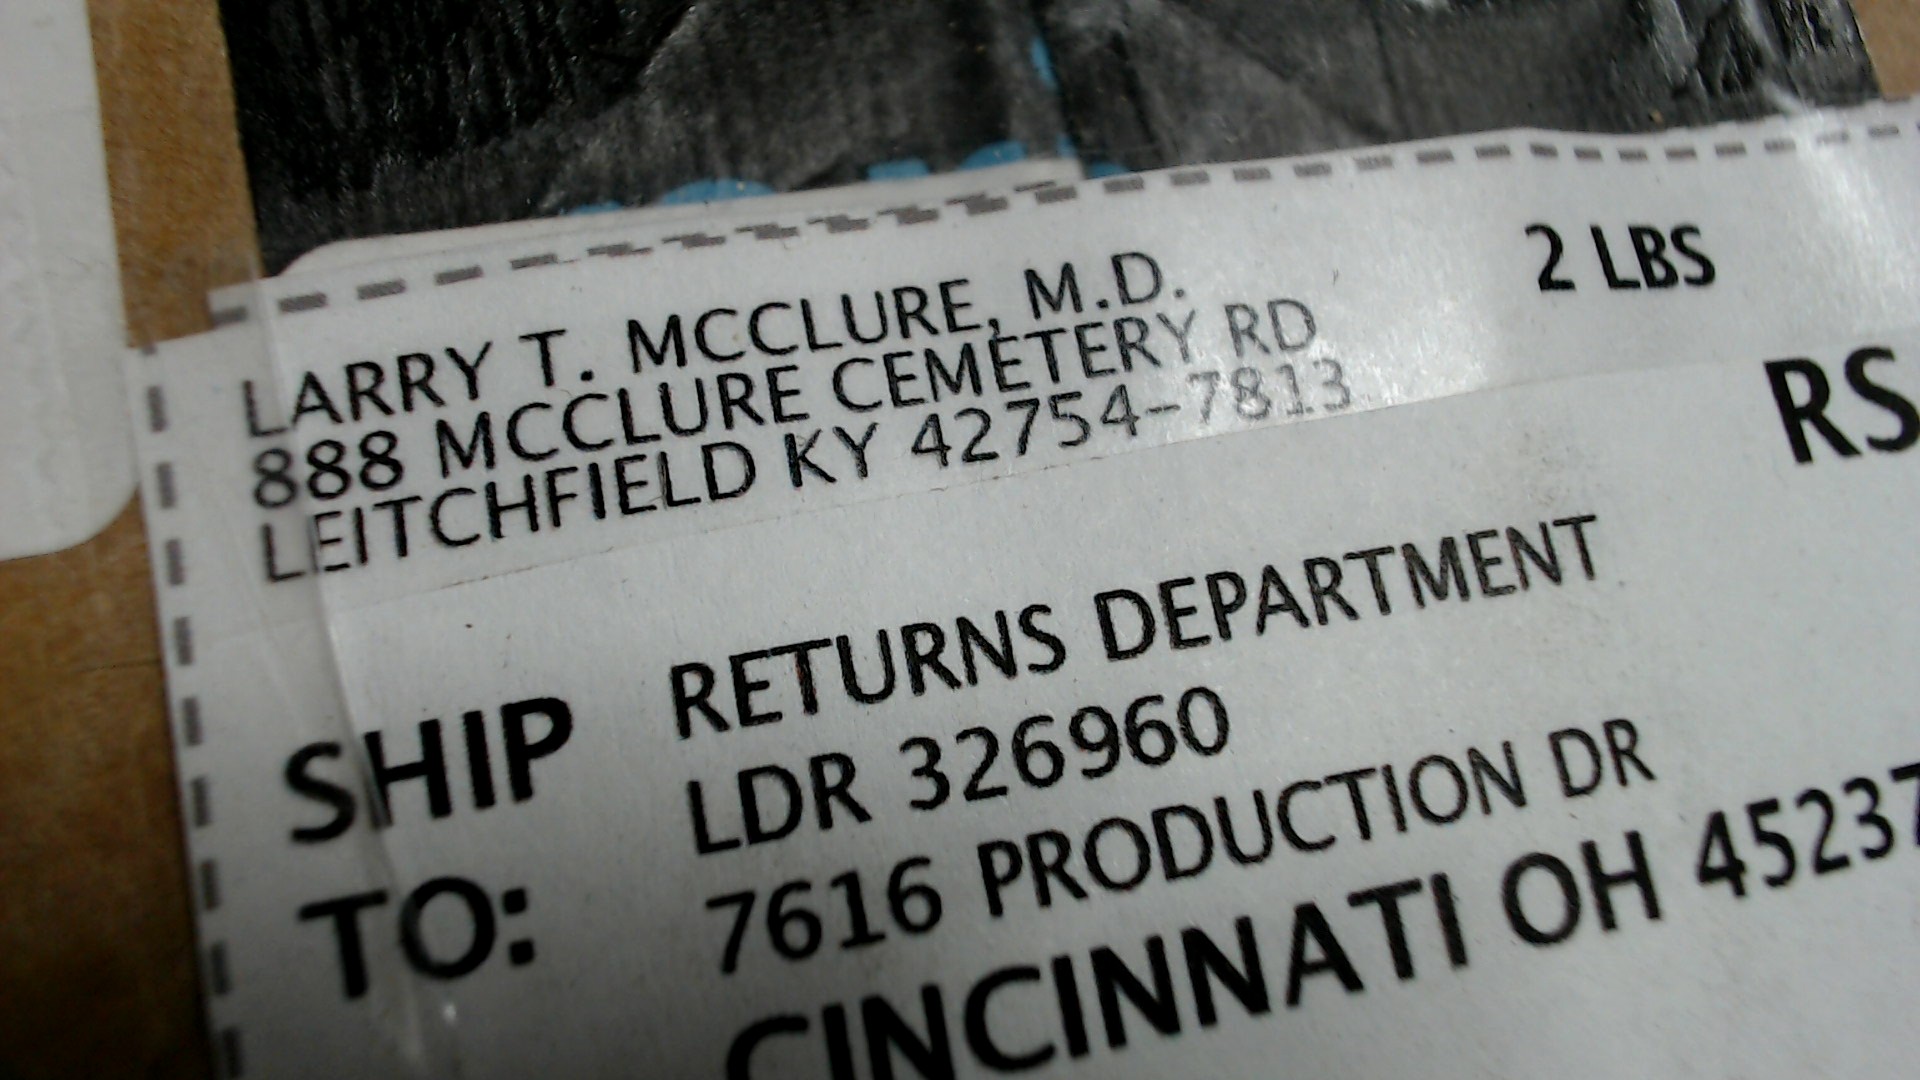 LARRY T. MCCLURE, M.D.
888 MCCLURE CEMETERY RD
LEITCHFIELD KY 42754-7813
2 LBS
RS
SHIP TO:
RETURNS DEPARTMENT
LDR 326960
7616 PRODUCTION DR
CINCINNATI OH 45237